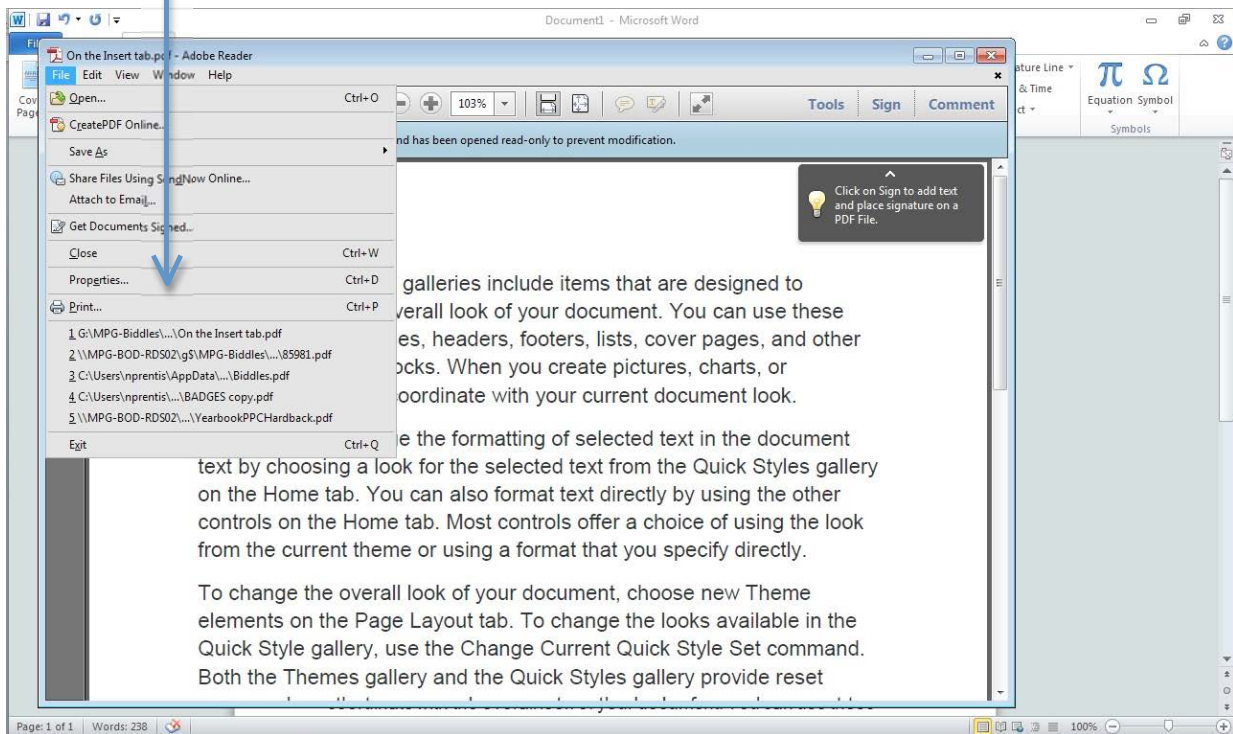 Document1 - Microsoft Word
On the Insert tab.pdf - Adobe Reader
File Edit View Window Help
ature Line
& Time
ct
Equation Symbol
Symbols
Cov
Page
Open... Ctrl+O
CreatePDF Online...
Save As
Share Files Using SendNow Online...
Attach to Email...
Get Documents Signed...
Close Ctrl+W
Properties... Ctrl+D
Print... Ctrl+P
1 G:\MPG-Biddles\...\On the Insert tab.pdf
2 \\MPG-BOD-RDS02\g$\MPG-Biddles\...\85981.pdf
3 C:\Users\nprentis\AppData\...\Biddles.pdf
4 C:\Users\nprentis\...\BADGES copy.pdf
5 \\MPG-BOD-RDS02\...\YearbookPPCHardback.pdf
Exit Ctrl+Q
103% Tools Sign Comment
nd has been opened read-only to prevent modification.
Click on Sign to add text
and place signature on a
PDF File.
galleries include items that are designed to
verall look of your document. You can use these
es, headers, footers, lists, cover pages, and other
ocks. When you create pictures, charts, or
coordinate with your current document look.
e the formatting of selected text in the document
text by choosing a look for the selected text from the Quick Styles gallery
on the Home tab. You can also format text directly by using the other
controls on the Home tab. Most controls offer a choice of using the look
from the current theme or using a format that you specify directly.
To change the overall look of your document, choose new Theme
elements on the Page Layout tab. To change the looks available in the
Quick Style gallery, use the Change Current Quick Style Set command.
Both the Themes gallery and the Quick Styles gallery provide reset
Page: 1 of 1 Words: 238 100%